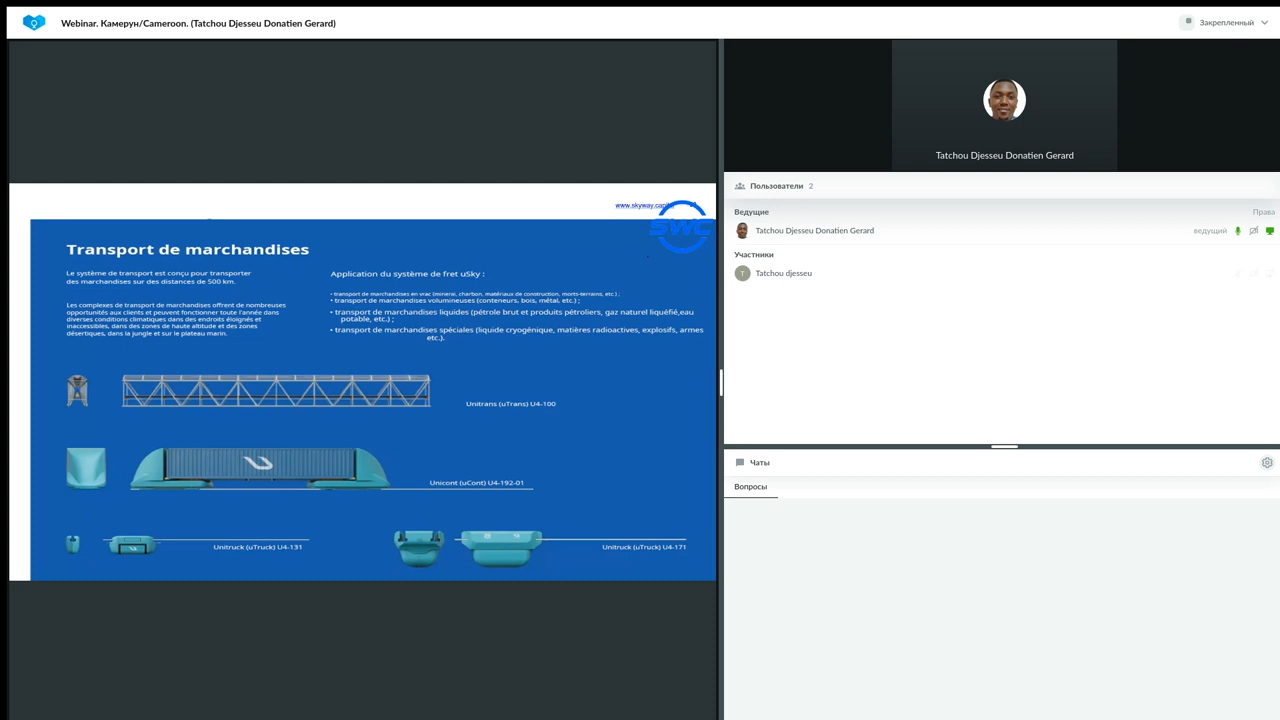 Webinar. Камерун/Cameroon. (Tatchou Djesseu Donatien Gerard)
Закрепленный
www.skyway.capital
SWC
Transport de marchandises
Le système de transport est conçu pour transporter
des marchandises sur des distances de 500 km.
Les complexes de transport de marchandises offrent de nombreuses
opportunités aux clients et peuvent fonctionner toute l'année dans
diverses conditions climatiques dans des endroits éloignés et
inaccessibles, dans des zones de haute altitude et des zones
désertiques, dans la jungle et sur le plateau marin.
Application du système de fret uSky :
• transport de marchandises en vrac (minerai, charbon, matériaux de construction, morts-terrains, etc.) ;
• transport de marchandises volumineuses (conteneurs, bois, métal, etc.) ;
• transport de marchandises liquides (pétrole brut et produits pétroliers, gaz naturel liquéfié,eau
potable, etc.) ;
• transport de marchandises spéciales (liquide cryogénique, matières radioactives, explosifs, armes
etc.).
Unitrans (uTrans) U4-100
Unicont (uCont) U4-192-01
Unitruck (uTruck) U4-131
Unitruck (uTruck) U4-171
Tatchou Djesseu Donatien Gerard
Пользователи 2
Ведущие
Права
Tatchou Djesseu Donatien Gerard
ведущий
Участники
T
Tatchou djesseu
Чаты
Вопросы